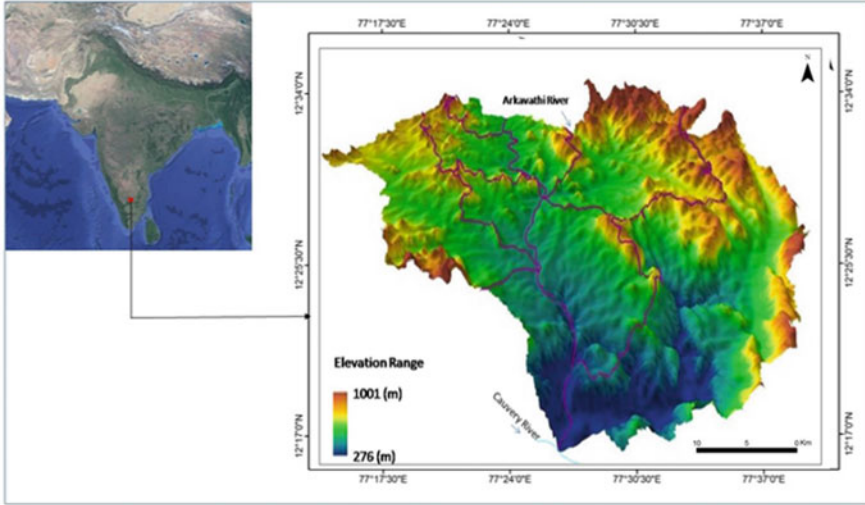 77°17'30"E 77°24'0"E 77°30'30"E 77°37'0"E
N
12°34'0"N
12°34'0"N
Arkavathi River
12°25'30"N
12°25'30"N
Elevation Range
1001 (m)
276 (m)
Cauvery River
12°17'0"N
12°17'0"N
10 5 0 Km
77°17'30"E 77°24'0"E 77°30'30"E 77°37'0"E